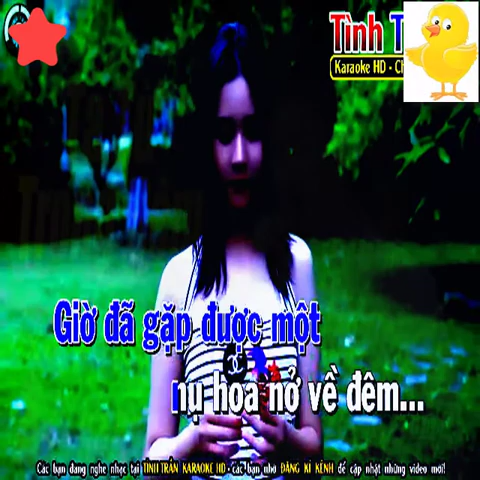 Tình T
Karaoke HD - Ch
Giờ đã gặp được một
nụ hoa nở về đêm...
Các bạn đang nghe nhạc tại TÌNH TRẦN KARAOKE HD - các bạn nhớ ĐĂNG KÍ KÊNH để cập nhật những video mới!